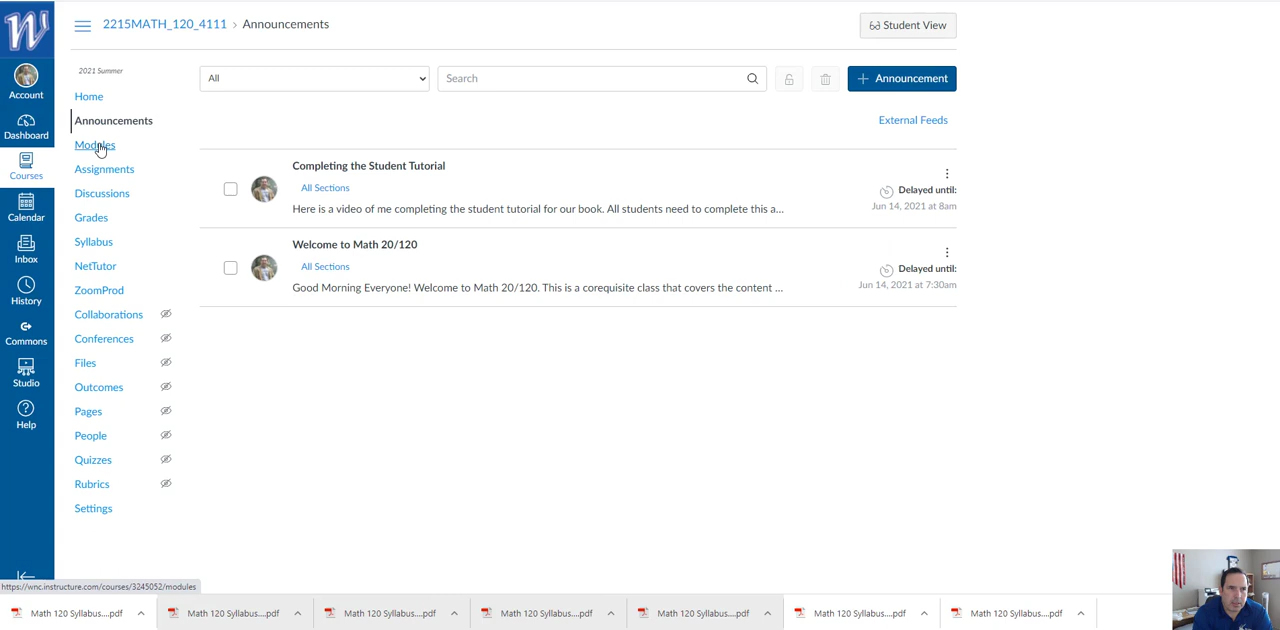 W
2215MATH_120_4111 › Announcements
Student View
Account
Dashboard
Courses
Calendar
Inbox
History
Commons
Studio
Help
2021 Summer
Home
Announcements
Modules
Assignments
Discussions
Grades
Syllabus
NetTutor
ZoomProd
Collaborations
Conferences
Files
Outcomes
Pages
People
Quizzes
Rubrics
Settings
All
Search
+ Announcement
External Feeds
Completing the Student Tutorial
All Sections
Delayed until:
Here is a video of me completing the student tutorial for our book. All students need to complete this a...
Jun 14, 2021 at 8am
Welcome to Math 20/120
All Sections
Delayed until:
Good Morning Everyone! Welcome to Math 20/120. This is a corequisite class that covers the content ...
Jun 14, 2021 at 7:30am
https://wnc.instructure.com/courses/3245052/modules
Math 120 Syllabus....pdf
Math 120 Syllabus....pdf
Math 120 Syllabus....pdf
Math 120 Syllabus....pdf
Math 120 Syllabus....pdf
Math 120 Syllabus....pdf
Math 120 Syllabus....pdf